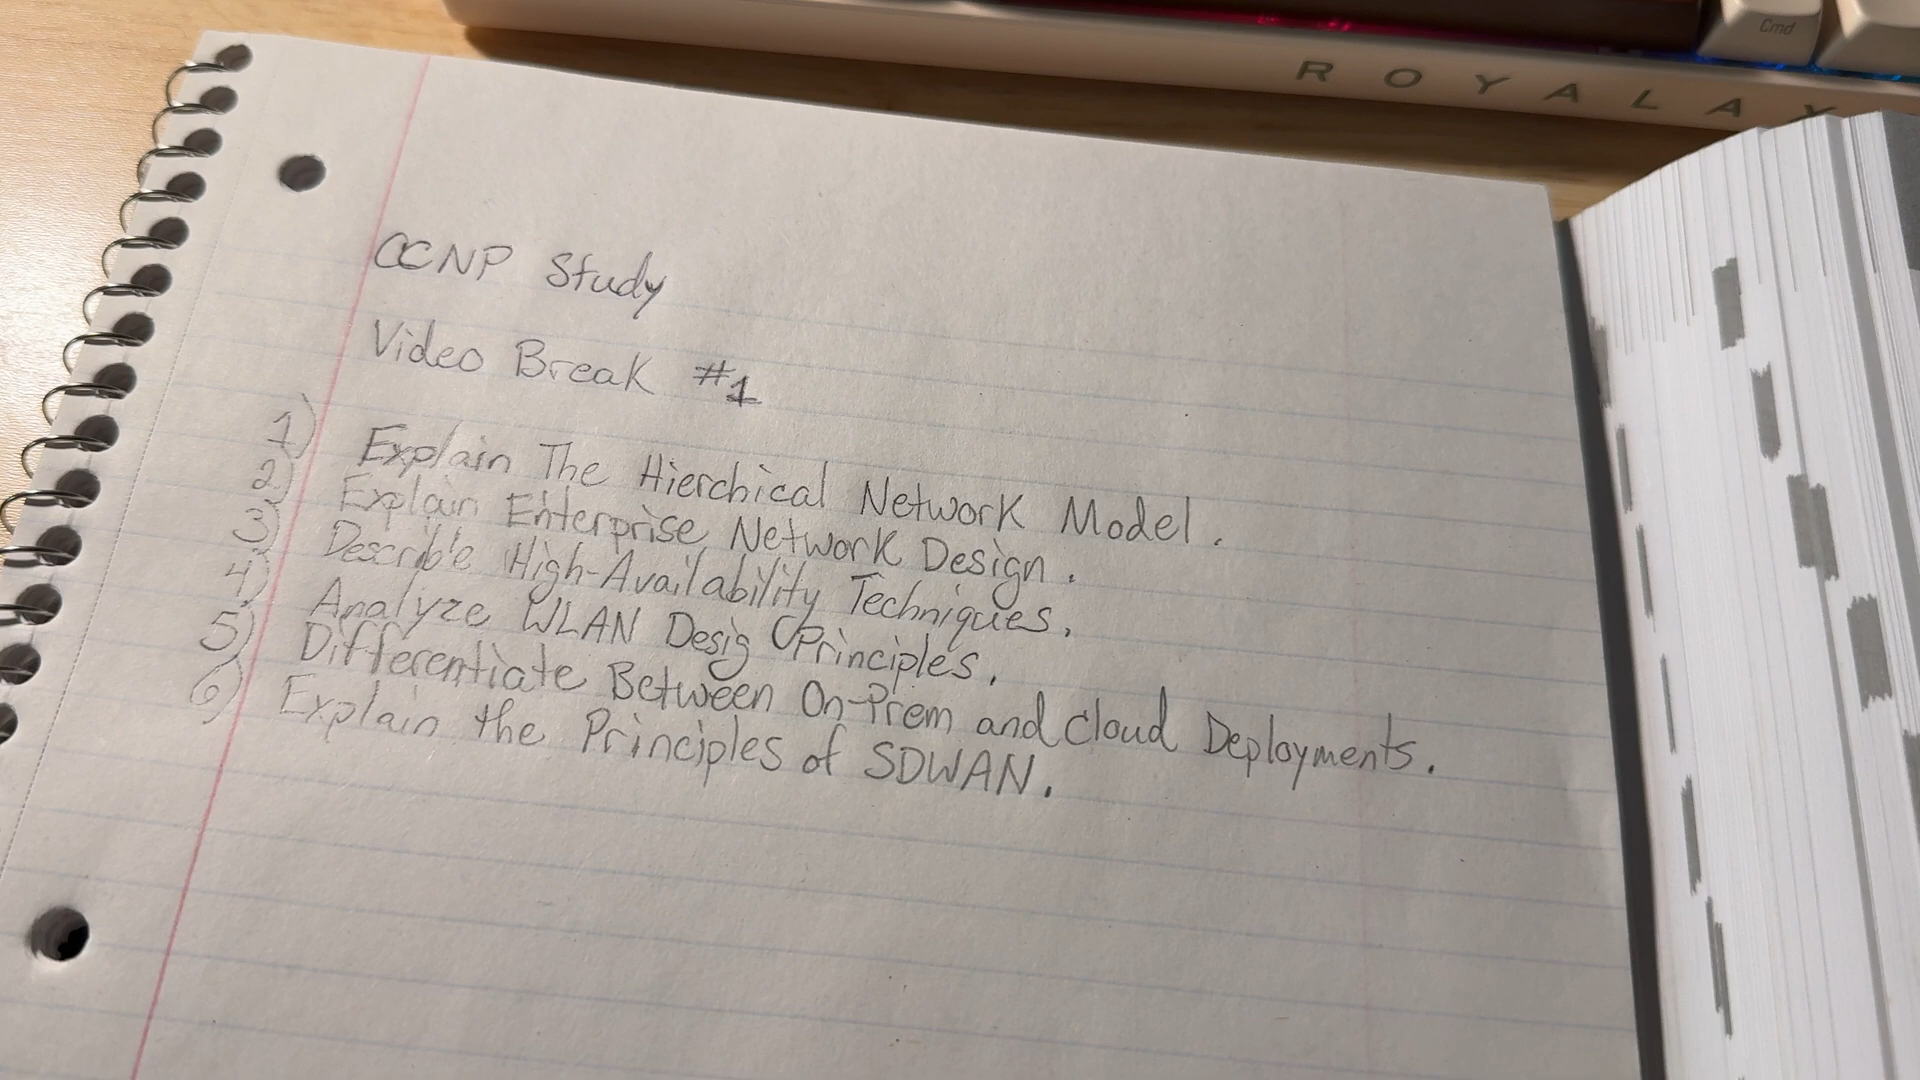 Cmd
ROYALAX
CCNP Study
Video Break #1
1) Explain The Hierchical Network Model.
2) Explain Enterprise Network Design.
3) Describle High-Availability Techniques.
4) Analyze WLAN Desig Principles.
5) Differentiate Between On-Prem and Cloud Deployments.
6) Explain the Principles of SDWAN.